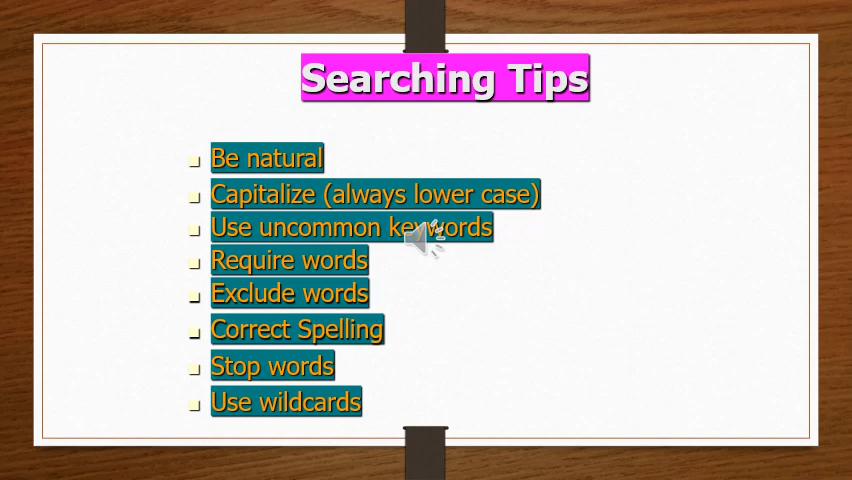 Searching Tips
Be natural
Capitalize (always lower case)
Use uncommon keywords
Require words
Exclude words
Correct Spelling
Stop words
Use wildcards